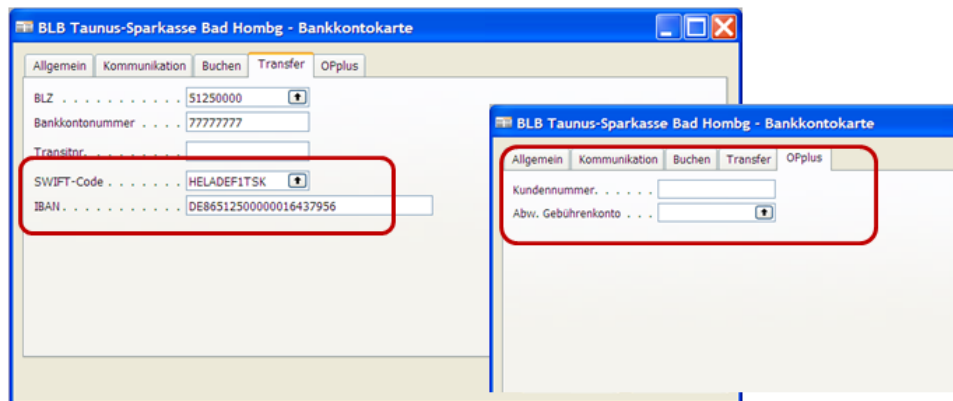 BLB Taunus-Sparkasse Bad Hombg - Bankkontokarte
Allgemein Kommunikation Buchen Transfer OPplus
BLZ . . . . . . . . . . . 51250000
Bankkontonummer . . . . 77777777
Transitnr. . . . . . . . .
SWIFT-Code . . . . . . . HELADEF1TSK
IBAN . . . . . . . . . . . DE86512500000016437956
BLB Taunus-Sparkasse Bad Hombg - Bankkontokarte
Allgemein Kommunikation Buchen Transfer OPplus
Kundennummer. . . . . .
Abw. Gebührenkonto . . .